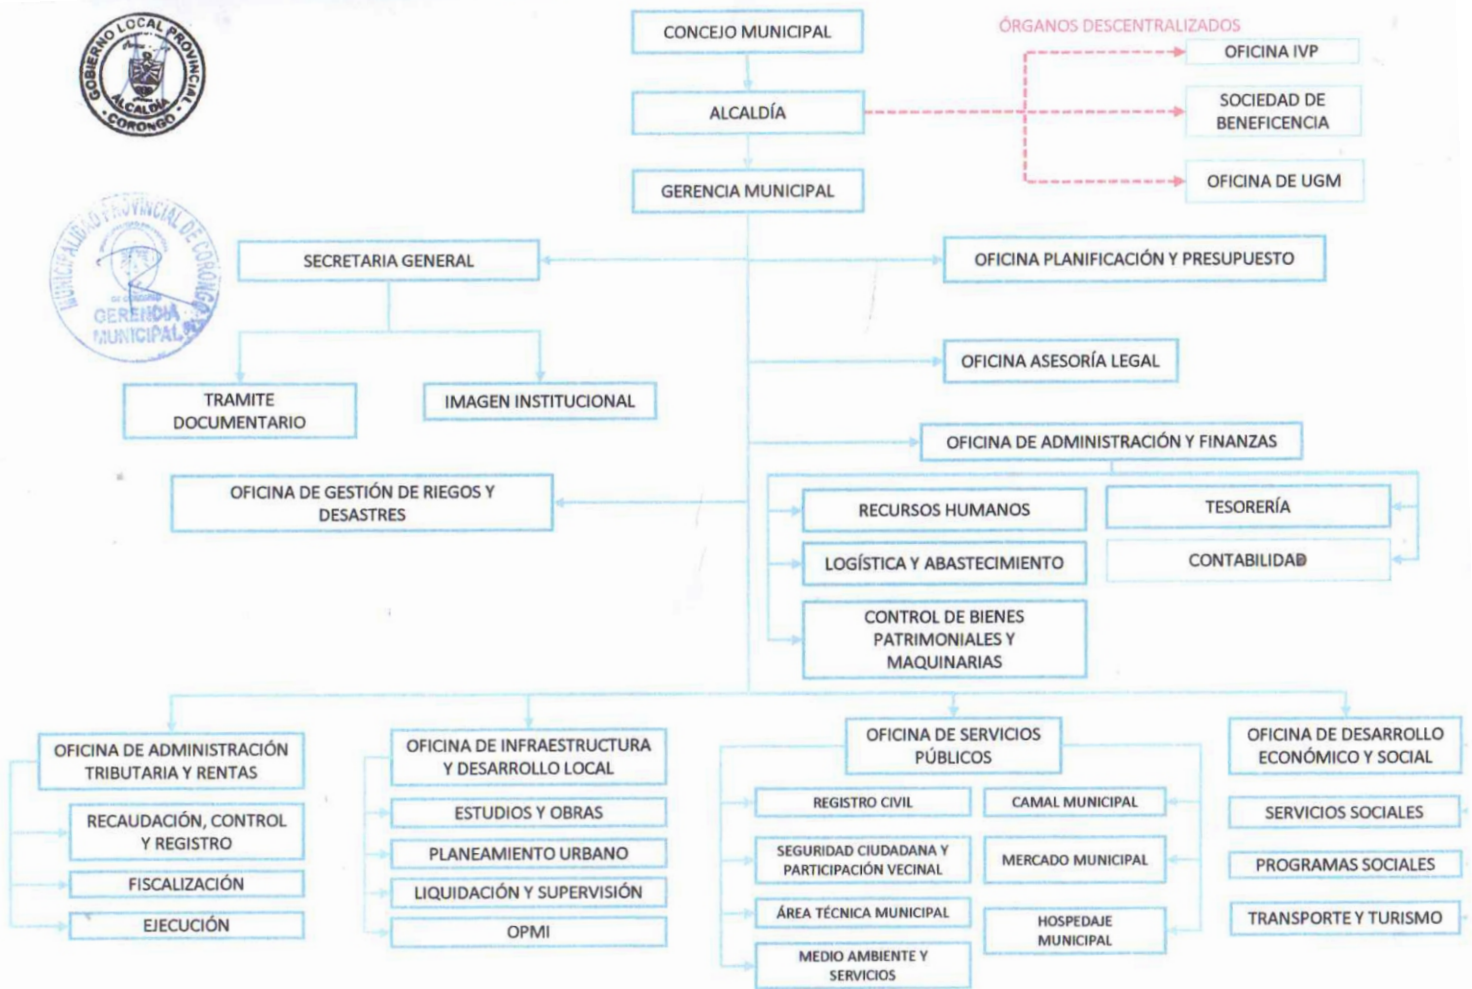 GOBIERNO LOCAL PROVINCIAL
ALCALDÍA
CORONGO
CONCEJO MUNICIPAL
ÓRGANOS DESCENTRALIZADOS
OFICINA IVP
ALCALDÍA
SOCIEDAD DE
BENEFICENCIA
GERENCIA MUNICIPAL
OFICINA DE UGM
MUNICIPALIDAD PROVINCIAL DE CORONGO
GERENCIA
MUNICIPAL
SECRETARIA GENERAL
OFICINA PLANIFICACIÓN Y PRESUPUESTO
OFICINA ASESORÍA LEGAL
TRAMITE
DOCUMENTARIO
IMAGEN INSTITUCIONAL
OFICINA DE ADMINISTRACIÓN Y FINANZAS
OFICINA DE GESTIÓN DE RIEGOS Y
DESASTRES
RECURSOS HUMANOS
TESORERÍA
LOGÍSTICA Y ABASTECIMIENTO
CONTABILIDAD
CONTROL DE BIENES
PATRIMONIALES Y
MAQUINARIAS
OFICINA DE ADMINISTRACIÓN
TRIBUTARIA Y RENTAS
RECAUDACIÓN, CONTROL
Y REGISTRO
FISCALIZACIÓN
EJECUCIÓN
OFICINA DE INFRAESTRUCTURA
Y DESARROLLO LOCAL
ESTUDIOS Y OBRAS
PLANEAMIENTO URBANO
LIQUIDACIÓN Y SUPERVISIÓN
OPMI
OFICINA DE SERVICIOS
PÚBLICOS
REGISTRO CIVIL
SEGURIDAD CIUDADANA Y
PARTICIPACIÓN VECINAL
ÁREA TÉCNICA MUNICIPAL
MEDIO AMBIENTE Y
SERVICIOS
CAMAL MUNICIPAL
MERCADO MUNICIPAL
HOSPEDAJE
MUNICIPAL
OFICINA DE DESARROLLO
ECONÓMICO Y SOCIAL
SERVICIOS SOCIALES
PROGRAMAS SOCIALES
TRANSPORTE Y TURISMO